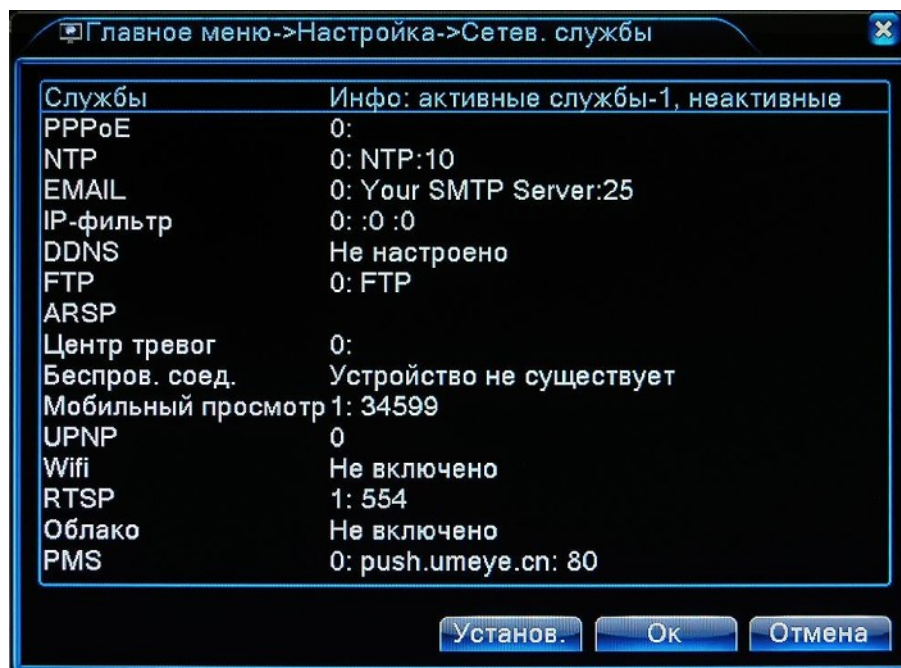 Главное меню->Настройка->Сетев. службы
Службы Инфо: активные службы-1, неактивные
PPPoE 0:
NTP 0: NTP:10
EMAIL 0: Your SMTP Server:25
IP-фильтр 0: :0 :0
DDNS Не настроено
FTP 0: FTP
ARSP
Центр тревог 0:
Беспров. соед. Устройство не существует
Мобильный просмотр 1: 34599
UPNP 0
Wifi Не включено
RTSP 1: 554
Облако Не включено
PMS 0: push.umeye.cn: 80
Установ. Ок Отмена